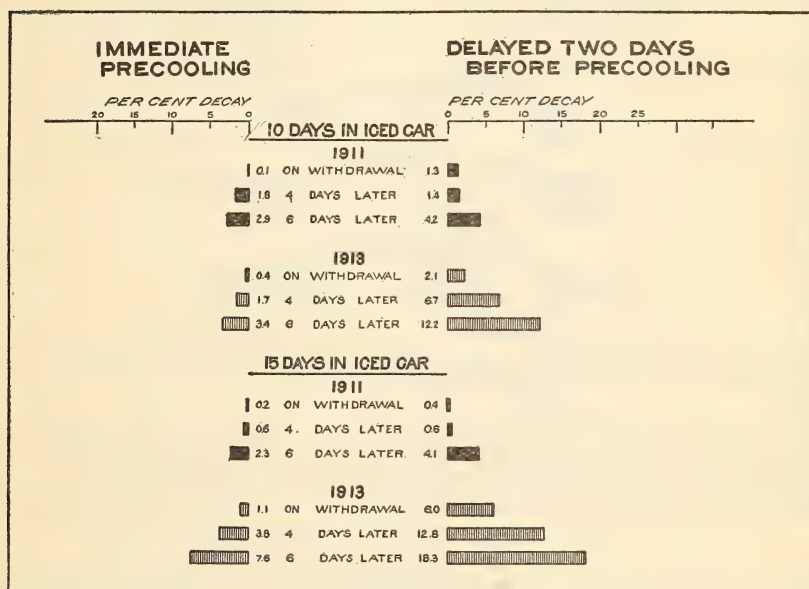 IMMEDIATE
PRECOOLING
DELAYED TWO DAYS
BEFORE PRECOOLING
PER CENT DECAY
PER CENT DECAY
20 15 10 5 0
0 5 10 15 20 25
10 DAYS IN ICED CAR
1911
0.1 ON WITHDRAWAL 1.3
1.8 4 DAYS LATER 1.4
2.9 6 DAYS LATER 4.2
1913
0.4 ON WITHDRAWAL 2.1
1.7 4 DAYS LATER 6.7
3.4 6 DAYS LATER 12.2
15 DAYS IN ICED CAR
1911
0.2 ON WITHDRAWAL 0.4
0.6 4. DAYS LATER 0.6
2.3 6 DAYS LATER. 4.1
1913
1.1 ON WITHDRAWAL 6.0
3.8 4 DAYS LATER 12.8
7.6 6 DAYS LATER 18.3